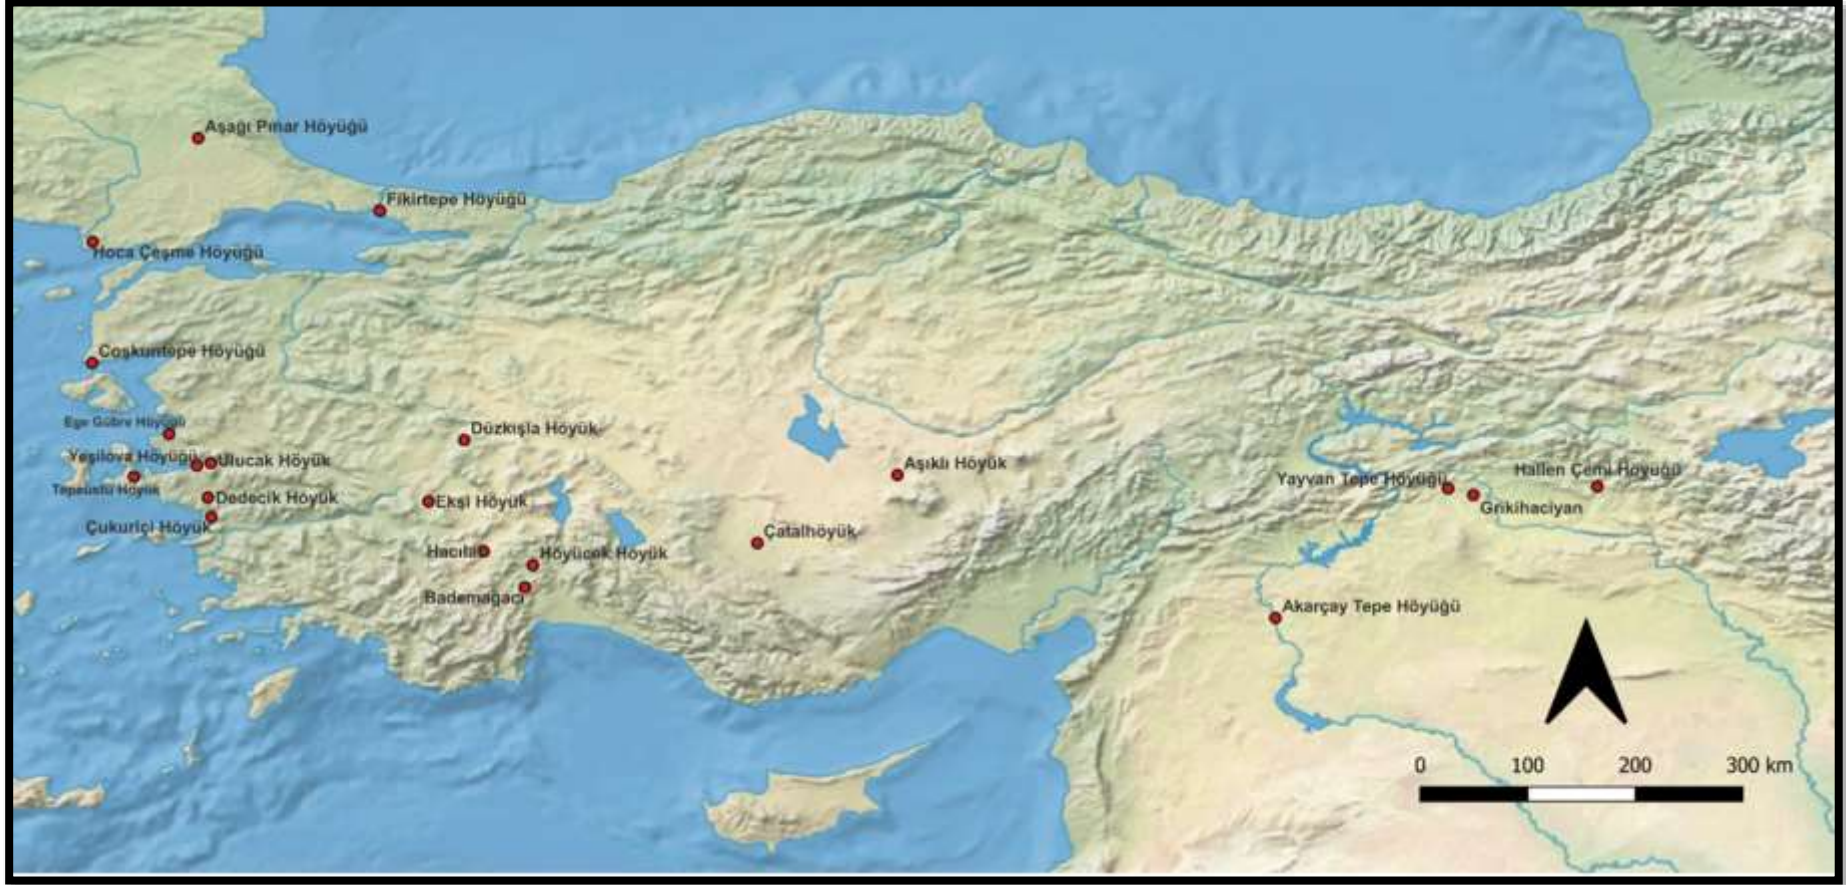 Aşağı Pınar Höyüğü
Fikirtepe Höyüğü
Hoca Çeşme Höyüğü
Coşkuntepe Höyüğü
Ege Gübre Höyüğü
Düzkışla Höyük
Yeşilova Höyüğü
Ulucak Höyük
Aşıklı Höyük
Hallen Çemi Höyüğü
Yayvan Tepe Höyüğü
Tepeüstü Höyük
Dedecik Höyük
Ekşi Höyük
Grikihaciyan
Çukuriçi Höyük
Çatalhöyük
Hacılar
Höyücek Höyük
Bademağacı
Akarçay Tepe Höyüğü
0 100 200 300 km